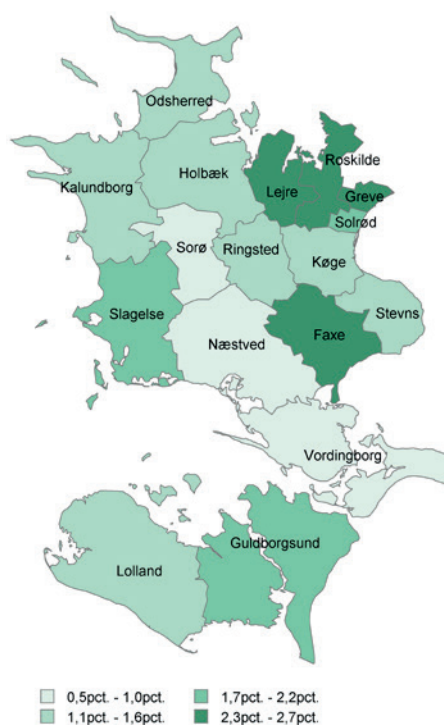 Odsherred
Roskilde
Holbæk
Kalundborg
Lejre
Greve
Solrød
Sorø
Ringsted
Køge
Slagelse
Stevns
Faxe
Næstved
Vordingborg
Guldborgsund
Lolland
0,5pct. - 1,0pct.
1,7pct. - 2,2pct.
1,1pct. - 1,6pct.
2,3pct. - 2,7pct.